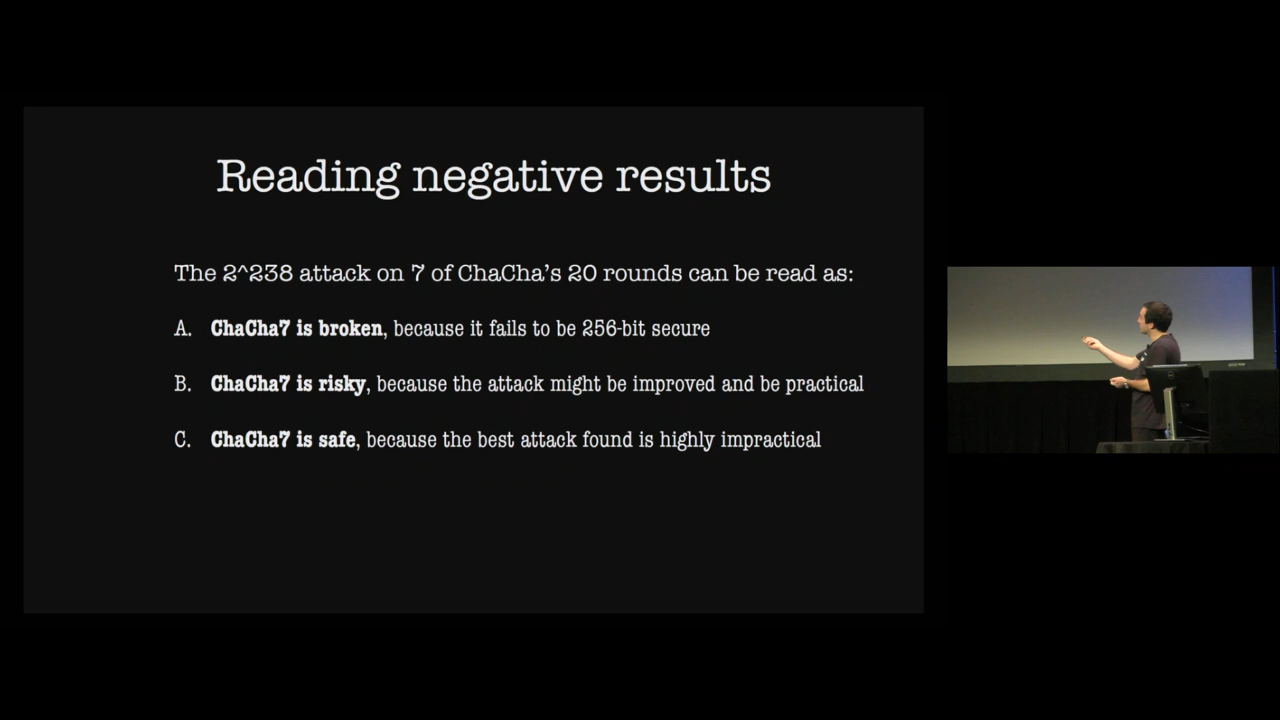 Reading negative results
The 2^238 attack on 7 of ChaCha's 20 rounds can be read as:
A. ChaCha7 is broken, because it fails to be 256-bit secure
B. ChaCha7 is risky, because the attack might be improved and be practical
C. ChaCha7 is safe, because the best attack found is highly impractical